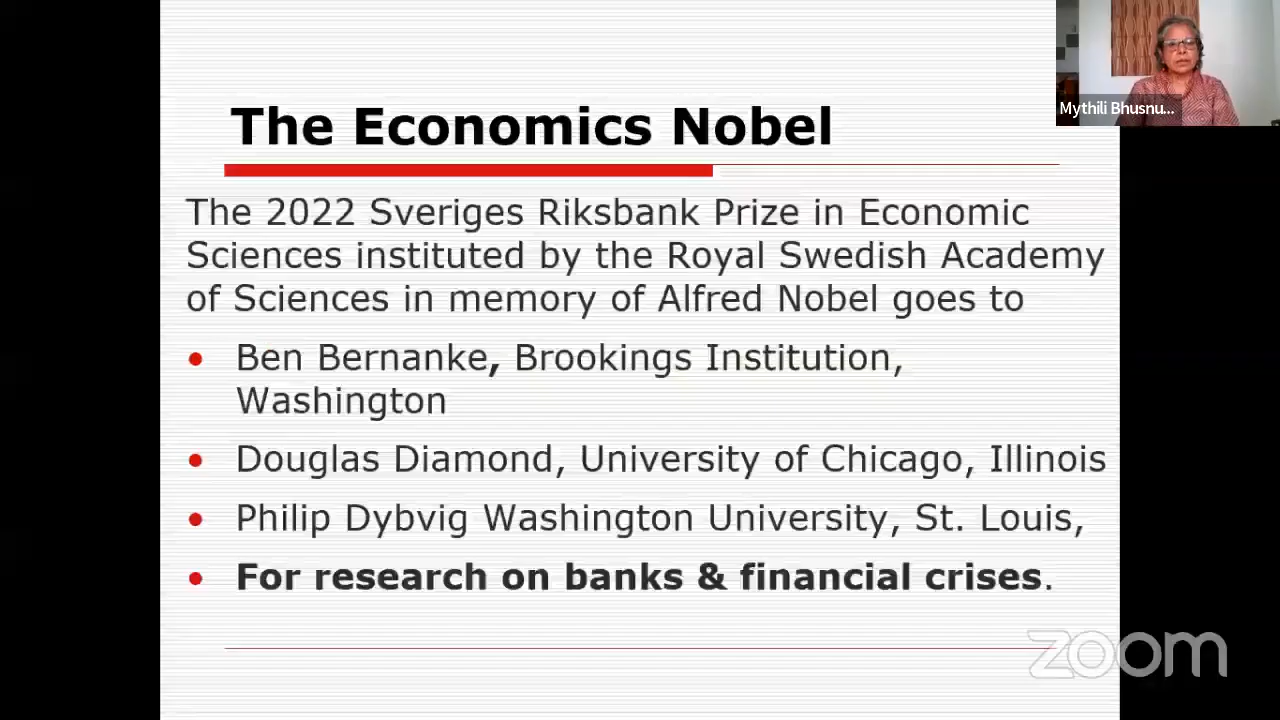 Mythili Bhusnu...
The Economics Nobel
The 2022 Sveriges Riksbank Prize in Economic
Sciences instituted by the Royal Swedish Academy
of Sciences in memory of Alfred Nobel goes to
• Ben Bernanke, Brookings Institution,
Washington
• Douglas Diamond, University of Chicago, Illinois
• Philip Dybvig Washington University, St. Louis,
• For research on banks & financial crises.
zoom